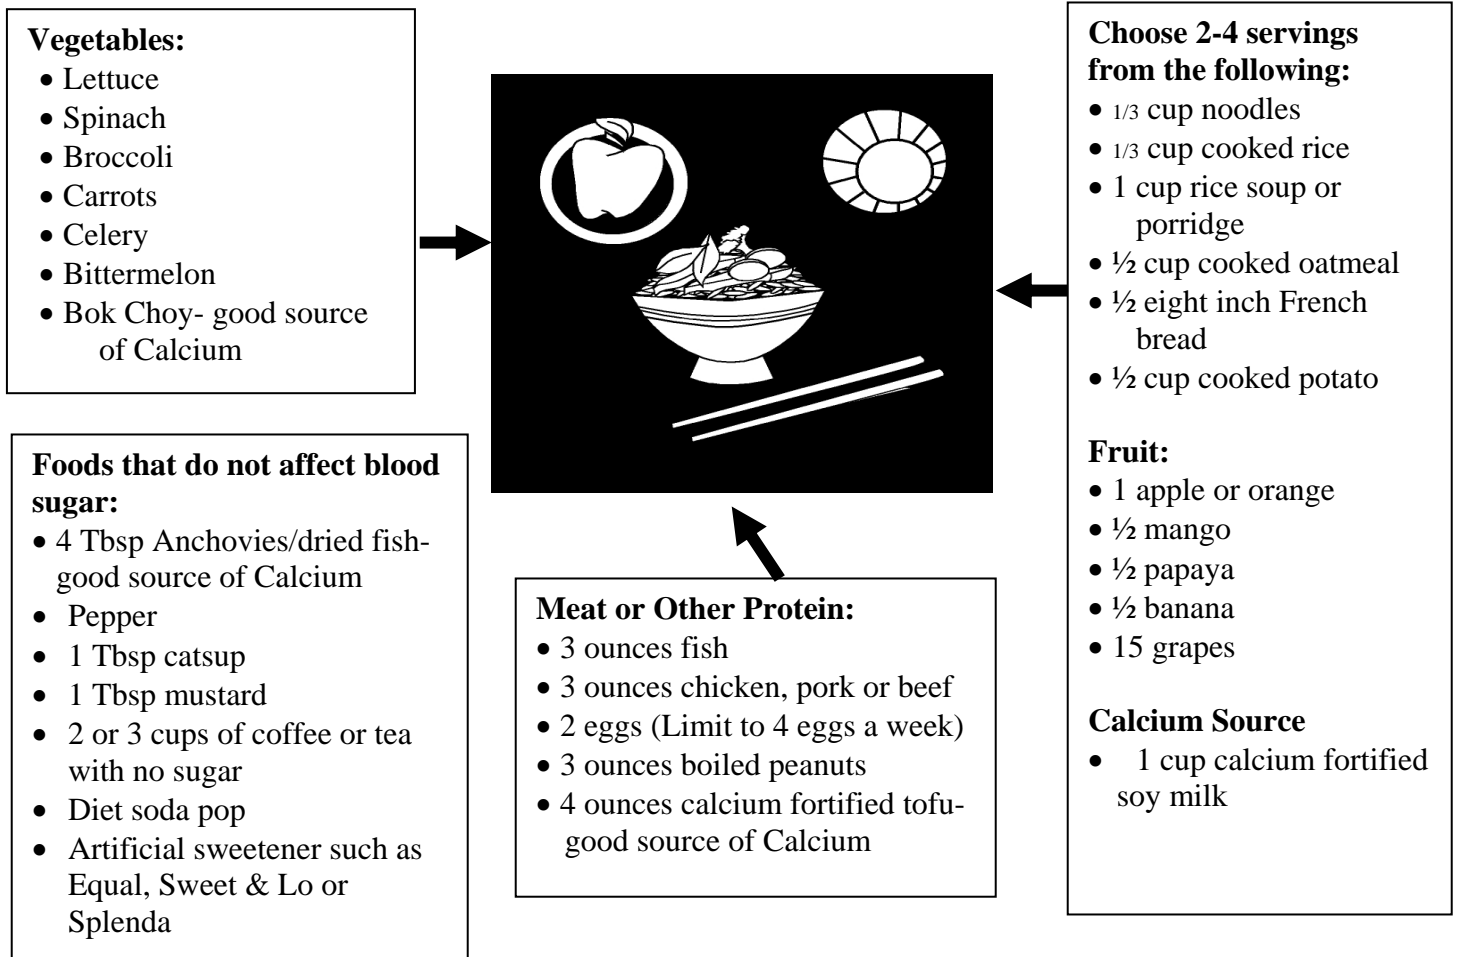 Vegetables:
• Lettuce
• Spinach
• Broccoli
• Carrots
• Celery
• Bittermelon
• Bok Choy- good source
of Calcium
Foods that do not affect blood
sugar:
• 4 Tbsp Anchovies/dried fish-
good source of Calcium
• Pepper
• 1 Tbsp catsup
• 1 Tbsp mustard
• 2 or 3 cups of coffee or tea
with no sugar
• Diet soda pop
• Artificial sweetener such as
Equal, Sweet & Lo or
Splenda
Meat or Other Protein:
• 3 ounces fish
• 3 ounces chicken, pork or beef
• 2 eggs (Limit to 4 eggs a week)
• 3 ounces boiled peanuts
• 4 ounces calcium fortified tofu-
good source of Calcium
Choose 2-4 servings
from the following:
• 1/3 cup noodles
• 1/3 cup cooked rice
• 1 cup rice soup or
porridge
• ½ cup cooked oatmeal
• ½ eight inch French
bread
• ½ cup cooked potato
Fruit:
• 1 apple or orange
• ½ mango
• ½ papaya
• ½ banana
• 15 grapes
Calcium Source
• 1 cup calcium fortified
soy milk